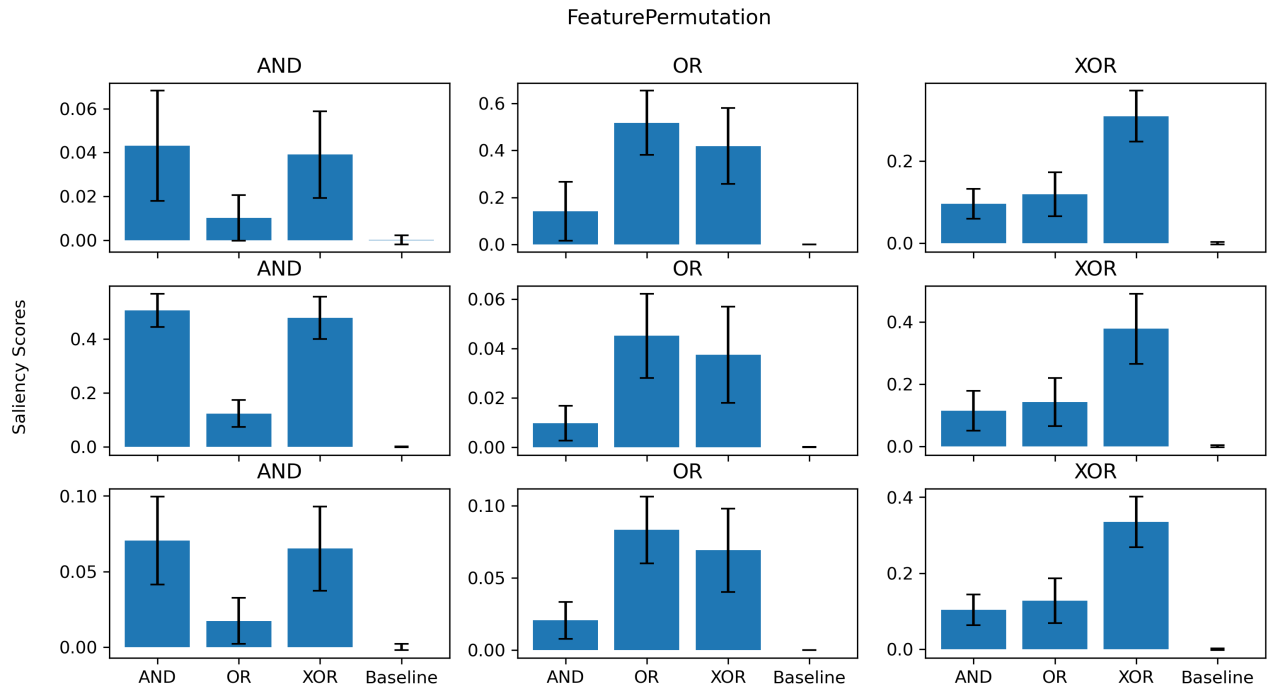 FeaturePermutation
AND OR XOR
0.06 0.6
0.04 0.4 0.2
0.02 0.2
0.00 0.0 0.0
AND OR XOR
Saliency Scores
0.06
0.4 0.04 0.4
0.2 0.02 0.2
0.0 0.00 0.0
AND OR XOR
0.10 0.10 0.4
0.05 0.05 0.2
0.00 0.00 0.0
AND OR XOR Baseline AND OR XOR Baseline AND OR XOR Baseline